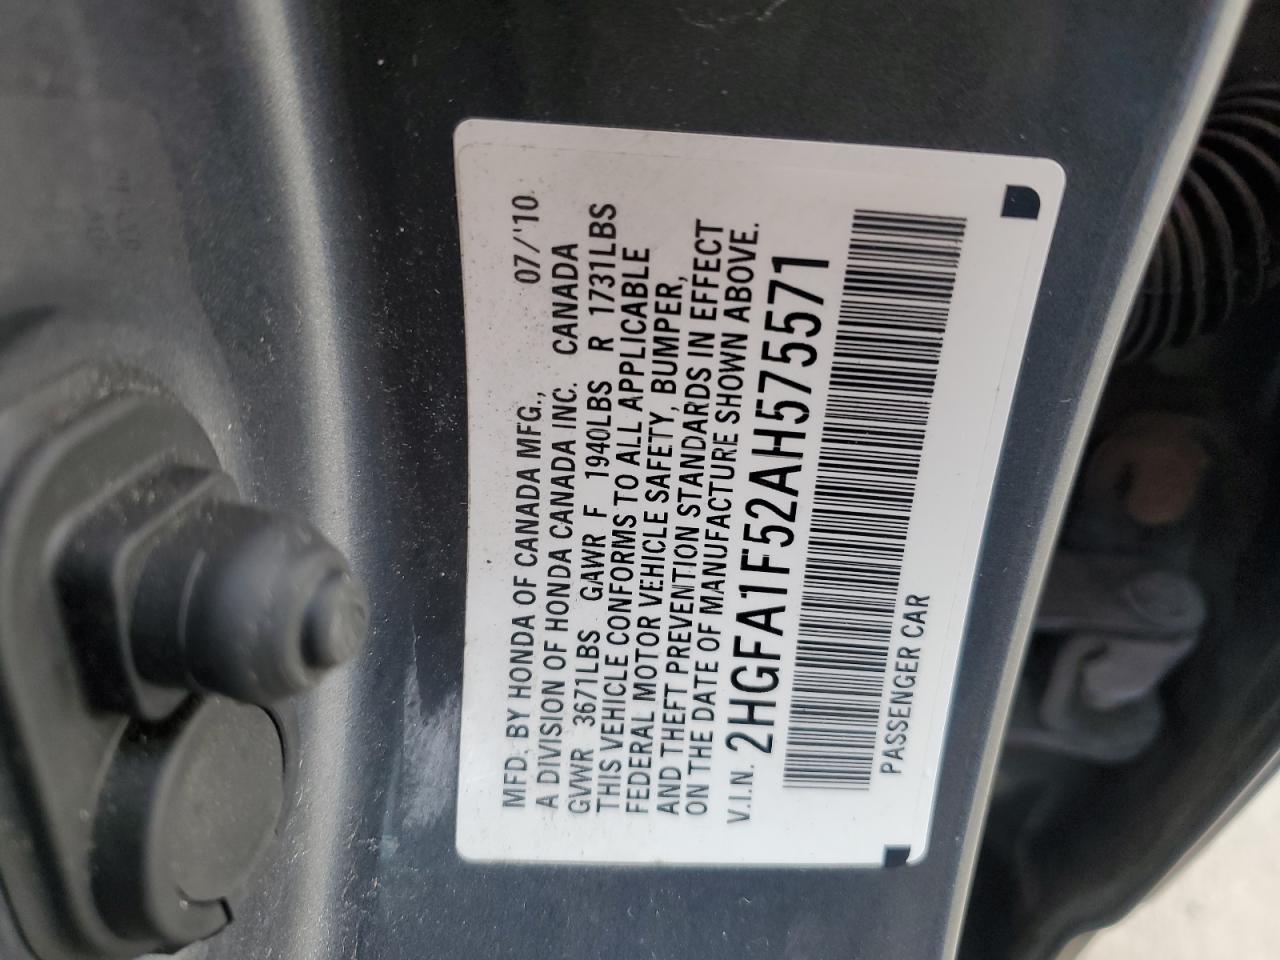 MFD. BY HONDA OF CANADA MFG., 07/'10
A DIVISION OF HONDA CANADA INC. CANADA
GVWR 3671LBS GAWR F 1940LBS R 1731LBS
THIS VEHICLE CONFORMS TO ALL APPLICABLE
FEDERAL MOTOR VEHICLE SAFETY, BUMPER,
AND THEFT PREVENTION STANDARDS IN EFFECT
ON THE DATE OF MANUFACTURE SHOWN ABOVE.
V.I.N. 2HGFA1F52AH575571
PASSENGER CAR